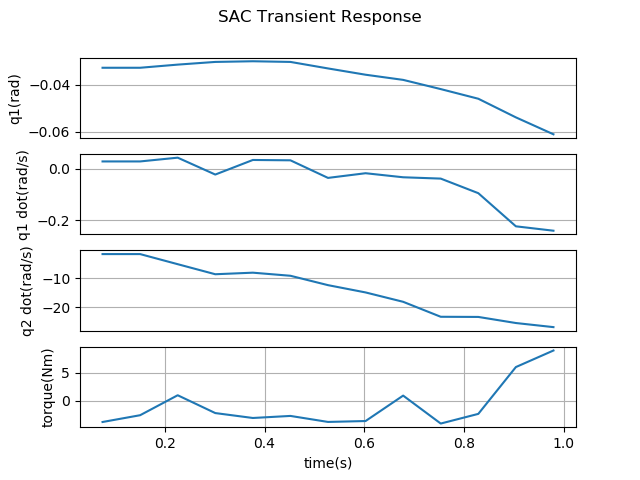 SAC Transient Response
q1(rad)
−0.04
−0.06
q1 dot(rad/s)
0.0
−0.2
q2 dot(rad/s)
−10
−20
torque(Nm)
5
0
0.2 0.4 0.6 0.8 1.0
time(s)